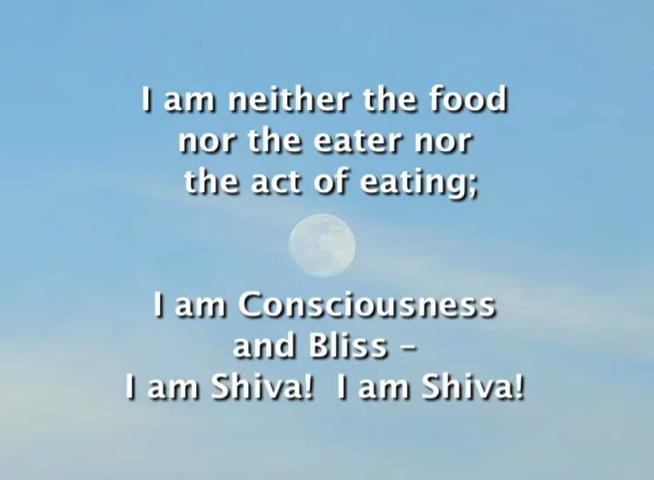 I am neither the food
nor the eater nor
the act of eating;
I am Consciousness
and Bliss –
I am Shiva!  I am Shiva!